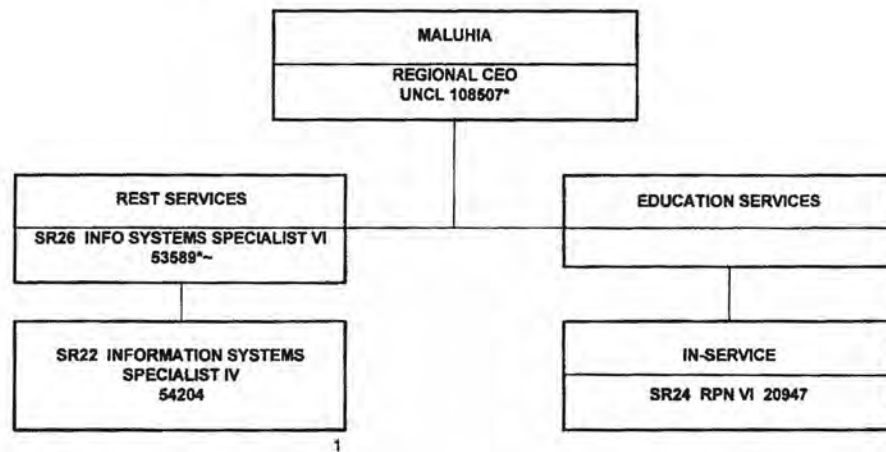 MALUHIA
REGIONAL CEO
UNCL 108507*
REST SERVICES
SR26 INFO SYSTEMS SPECIALIST VI
53589*~
SR22 INFORMATION SYSTEMS
SPECIALIST IV
54204
1
EDUCATION SERVICES
IN-SERVICE
SR24 RPN VI 20947